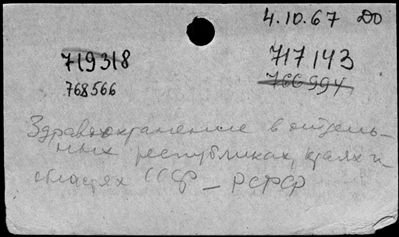 4.10.67 ДО
719318 717143
768566 766994
Здравоохранение в отдель-
ных республиках, краях и
областях СССР – РСФСР